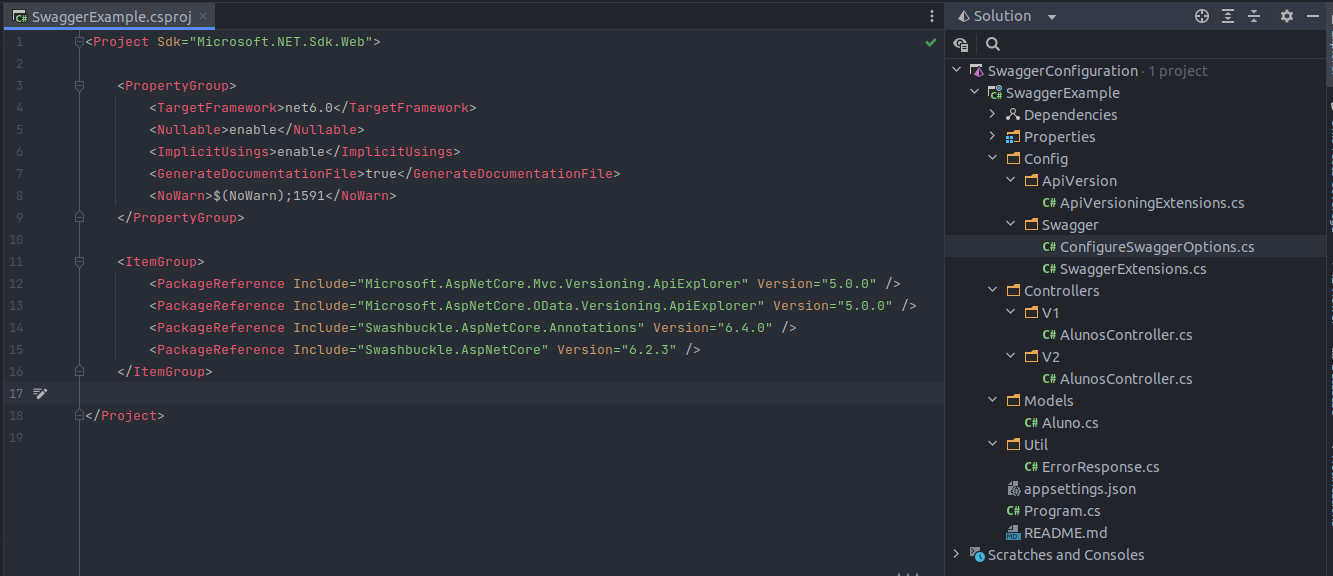 SwaggerExample.csproj
1 <Project Sdk="Microsoft.NET.Sdk.Web">
2
3 <PropertyGroup>
4 <TargetFramework>net6.0</TargetFramework>
5 <Nullable>enable</Nullable>
6 <ImplicitUsings>enable</ImplicitUsings>
7 <GenerateDocumentationFile>true</GenerateDocumentationFile>
8 <NoWarn>$(NoWarn);1591</NoWarn>
9 </PropertyGroup>
10
11 <ItemGroup>
12 <PackageReference Include="Microsoft.AspNetCore.Mvc.Versioning.ApiExplorer" Version="5.0.0" />
13 <PackageReference Include="Microsoft.AspNetCore.OData.Versioning.ApiExplorer" Version="5.0.0" />
14 <PackageReference Include="Swashbuckle.AspNetCore.Annotations" Version="6.4.0" />
15 <PackageReference Include="Swashbuckle.AspNetCore" Version="6.2.3" />
16 </ItemGroup>
17
18 </Project>
19
Solution
SwaggerConfiguration · 1 project
C# SwaggerExample
Dependencies
Properties
Config
ApiVersion
C# ApiVersioningExtensions.cs
Swagger
C# ConfigureSwaggerOptions.cs
C# SwaggerExtensions.cs
Controllers
V1
C# AlunosController.cs
V2
C# AlunosController.cs
Models
C# Aluno.cs
Util
C# ErrorResponse.cs
appsettings.json
C# Program.cs
MD README.md
Scratches and Consoles